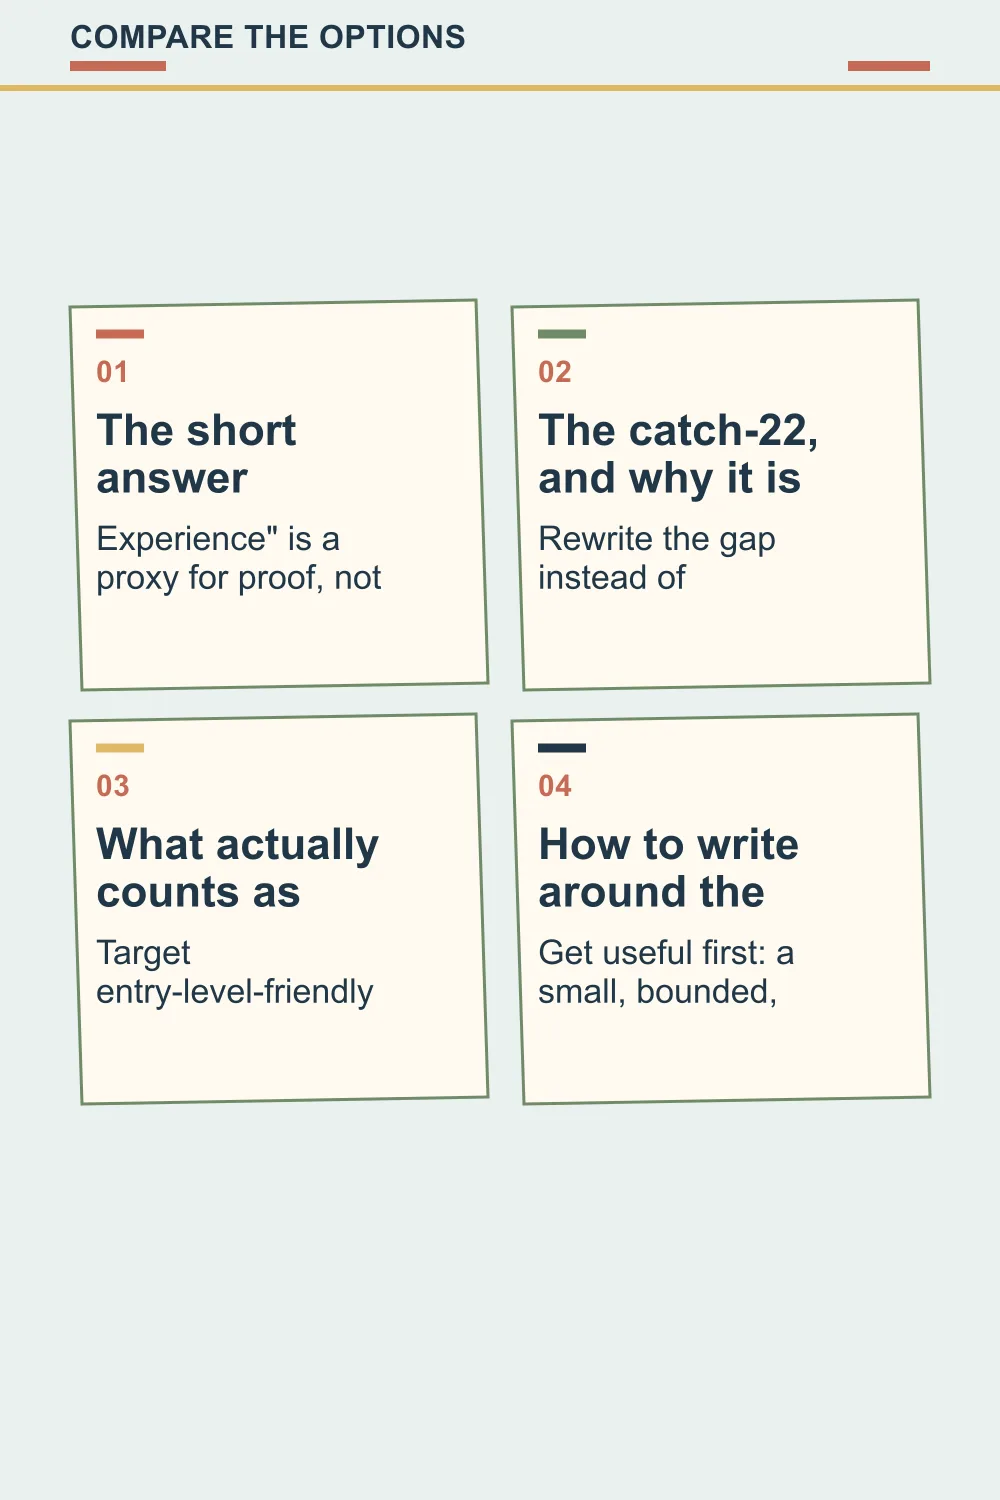 COMPARE THE OPTIONS
01
The short
answer
Experience" is a
proxy for proof, not
02
The catch-22,
and why it is
Rewrite the gap
instead of
03
What actually
counts as
Target
entry-level-friendly
04
How to write
around the
Get useful first: a
small, bounded,